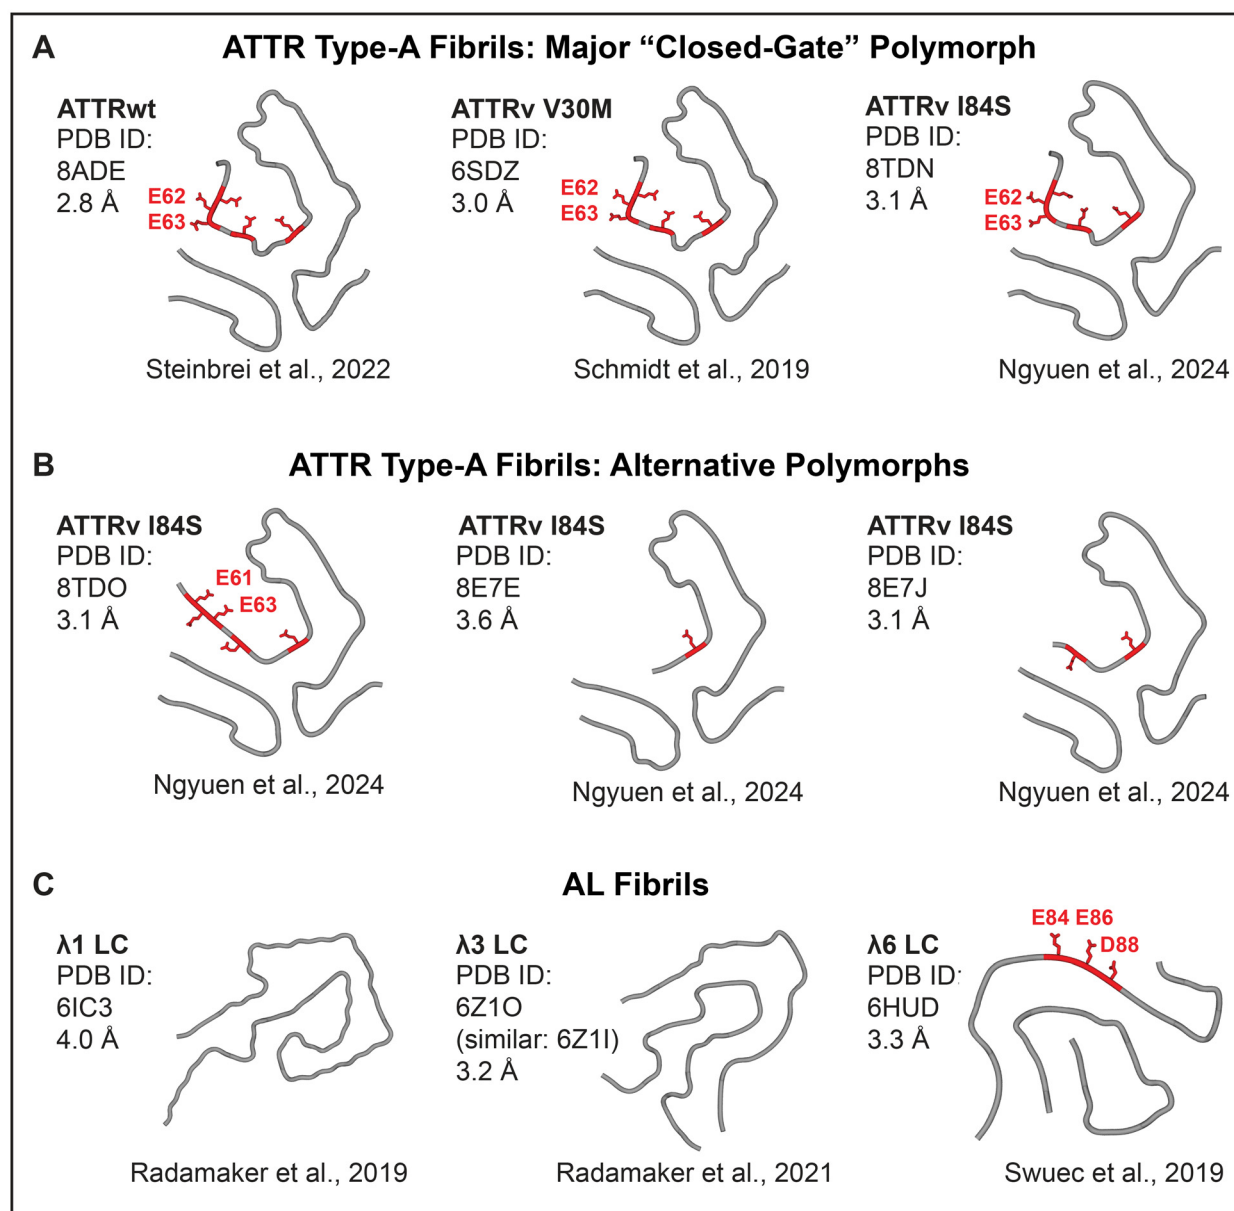 A
ATTR Type-A Fibrils: Major “Closed-Gate” Polymorph
ATTRwt
PDB ID:
8ADE
2.8 Å
E62
E63
Steinbrei et al., 2022
ATTRv V30M
PDB ID:
6SDZ
3.0 Å
E62
E63
Schmidt et al., 2019
ATTRv I84S
PDB ID:
8TDN
3.1 Å
E62
E63
Ngyuen et al., 2024
B
ATTR Type-A Fibrils: Alternative Polymorphs
ATTRv I84S
PDB ID:
8TDO
3.1 Å
E61
E63
Ngyuen et al., 2024
ATTRv I84S
PDB ID:
8E7E
3.6 Å
Ngyuen et al., 2024
ATTRv I84S
PDB ID:
8E7J
3.1 Å
Ngyuen et al., 2024
C
AL Fibrils
λ1 LC
PDB ID:
6IC3
4.0 Å
Radamaker et al., 2019
λ3 LC
PDB ID:
6Z1O
(similar: 6Z1I)
3.2 Å
Radamaker et al., 2021
λ6 LC
PDB ID:
6HUD
3.3 Å
E84 E86
D88
Swuec et al., 2019